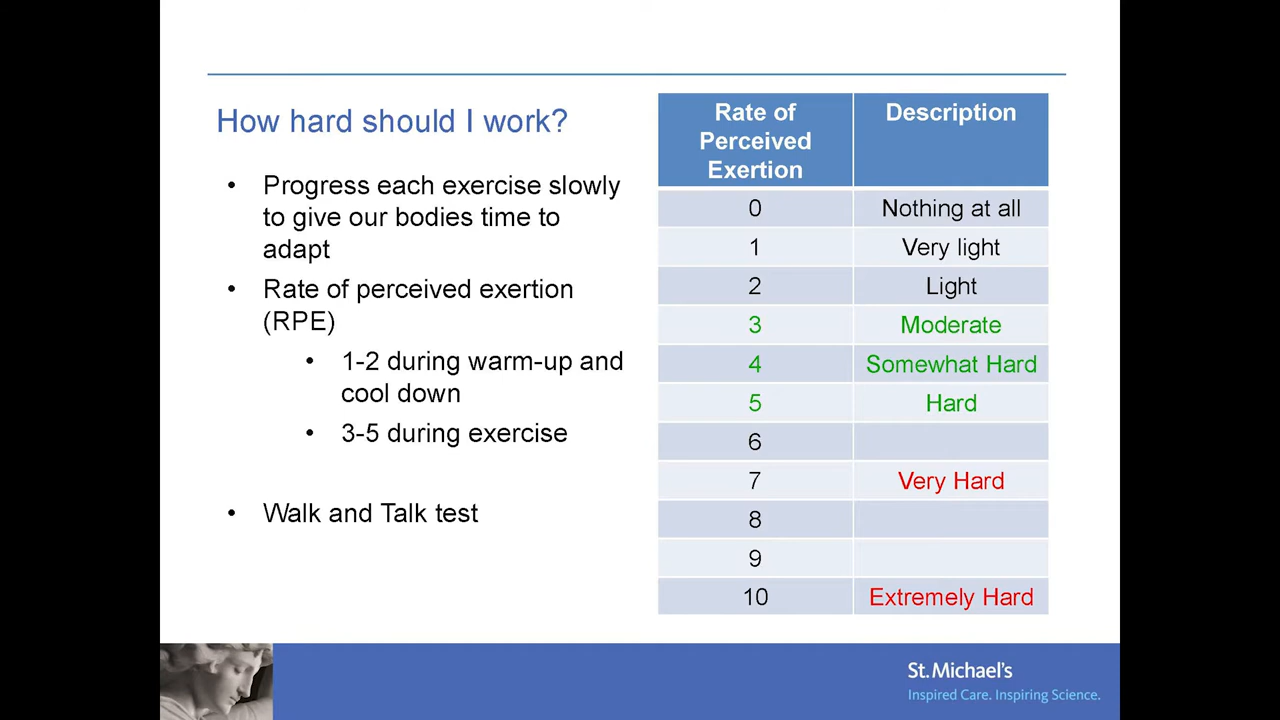 How hard should I work?
• Progress each exercise slowly
to give our bodies time to
adapt
• Rate of perceived exertion
(RPE)
• 1-2 during warm-up and
cool down
• 3-5 during exercise
• Walk and Talk test
Rate of Perceived Exertion Description
0 Nothing at all
1 Very light
2 Light
3 Moderate
4 Somewhat Hard
5 Hard
6
7 Very Hard
8
9
10 Extremely Hard
St. Michael's
Inspired Care. Inspiring Science.